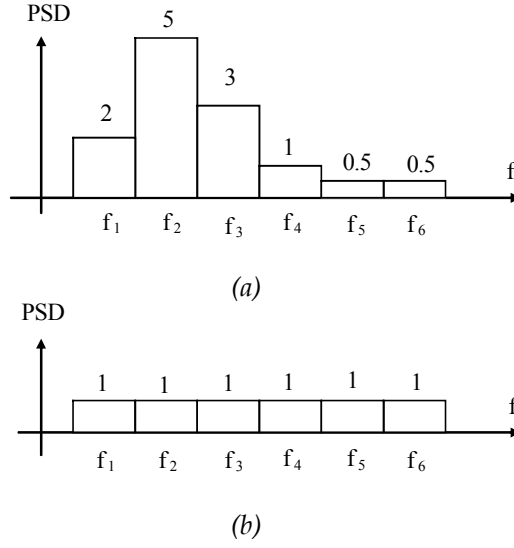 PSD
5
2
3
1
0.5 0.5
f
f₁ f₂ f₃ f₄ f₅ f₆
(a)
PSD
1 1 1 1 1 1
f
f₁ f₂ f₃ f₄ f₅ f₆
(b)